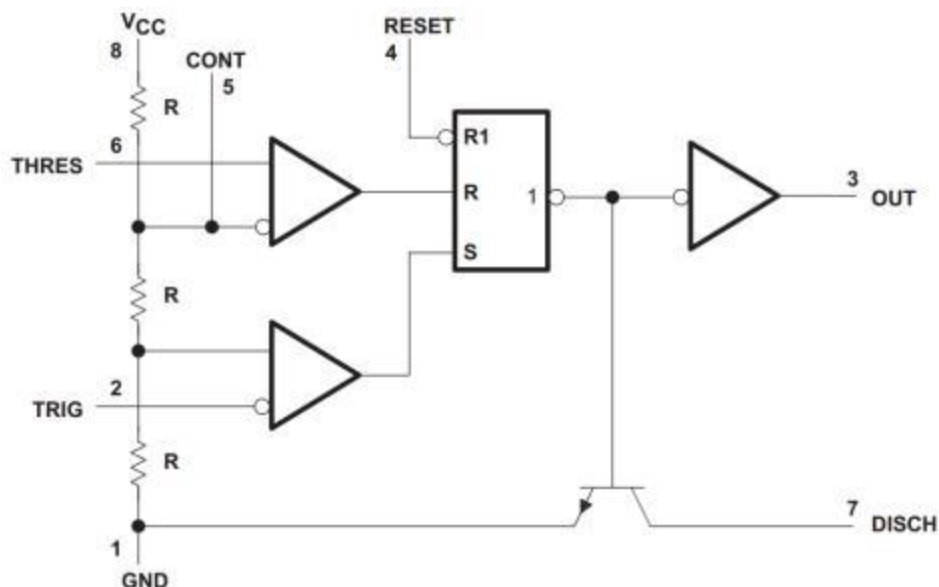 VCC
8
CONT
5
RESET
4
R
6
THRES
R1
R
1
3
OUT
S
R
2
TRIG
R
7
DISCH
1
GND